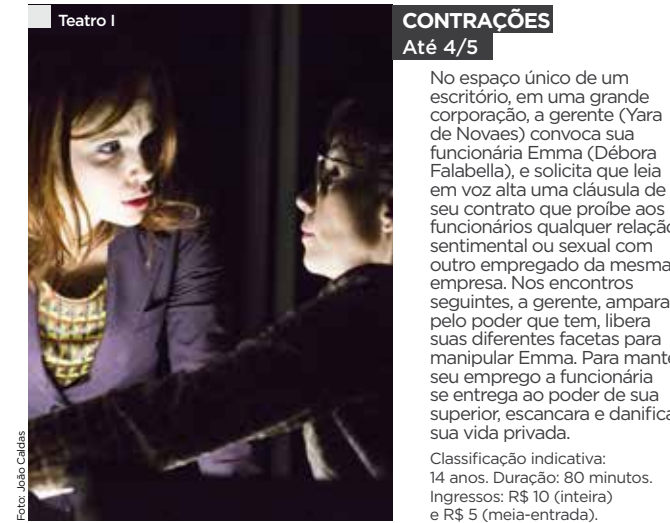 Teatro I
CONTRAÇÕES
Até 4/5
No espaço único de um
escritório, em uma grande
corporação, a gerente (Yara
de Novaes) convoca sua
funcionária Emma (Débora
Falabella), e solicita que leia
em voz alta uma cláusula de
seu contrato que proíbe aos
funcionários qualquer relaçã
sentimental ou sexual com
outro empregado da mesma
empresa. Nos encontros
seguintes, a gerente, ampara
pelo poder que tem, libera
suas diferentes facetas para
manipular Emma. Para mante
seu emprego a funcionária
se entrega ao poder de sua
superior, escancara e danifica
sua vida privada.
Classificação indicativa:
14 anos. Duração: 80 minutos.
Ingressos: R$ 10 (inteira)
e R$ 5 (meia-entrada).
Foto: João Caldas